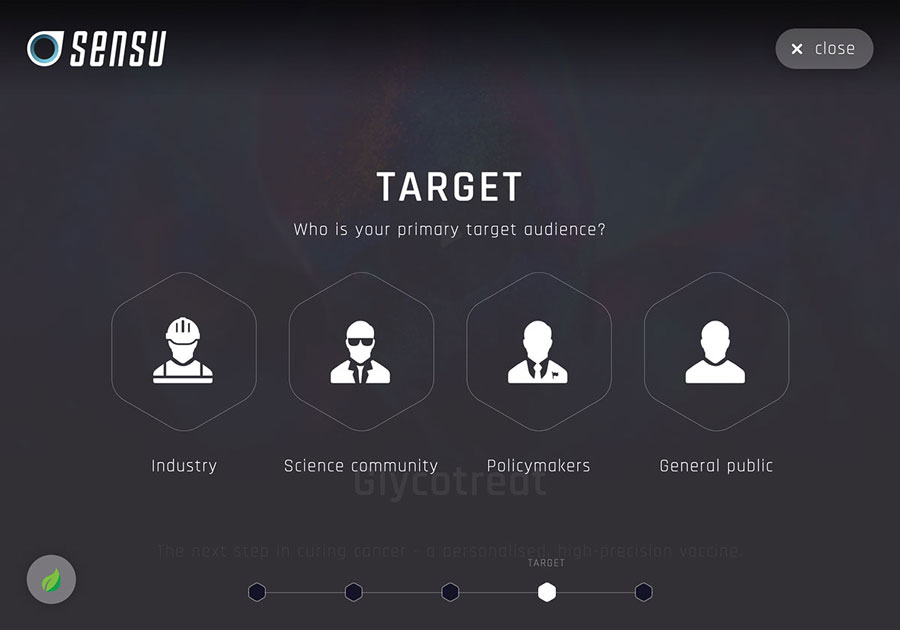 sensu
× close
TARGET
Who is your primary target audience?
Industry
Science community
Policymakers
General public
Glycotreat
The next step in curing cancer - a personalised, high-precision vaccine.
TARGET